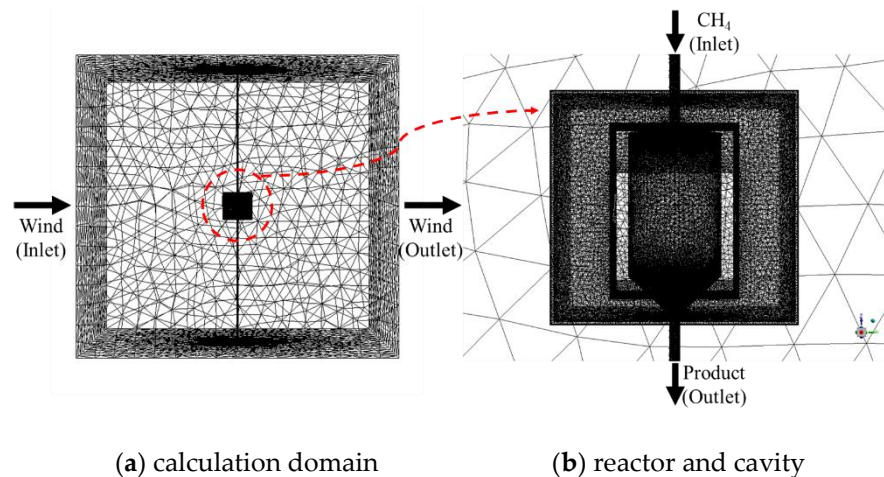 CH₄
(Inlet)
Wind
(Inlet)
Wind
(Outlet)
Product
(Outlet)
(a) calculation domain
(b) reactor and cavity